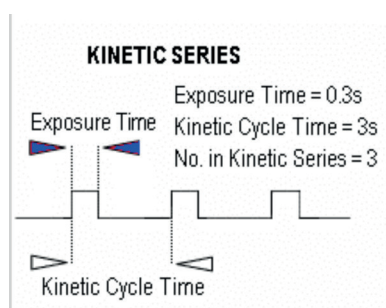 KINETIC SERIES
Exposure Time = 0.3s
Exposure Time
Kinetic Cycle Time = 3s
No. in Kinetic Series = 3
Kinetic Cycle Time